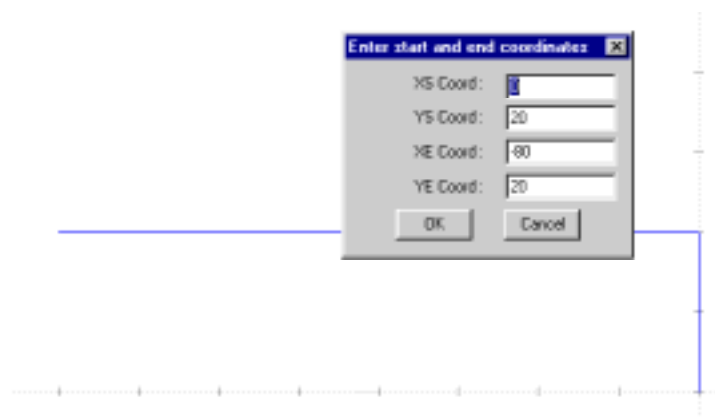 Enter start and end coordinates
XS Coord: 0
YS Coord: 20
XE Coord: -80
YE Coord: 20
OK Cancel